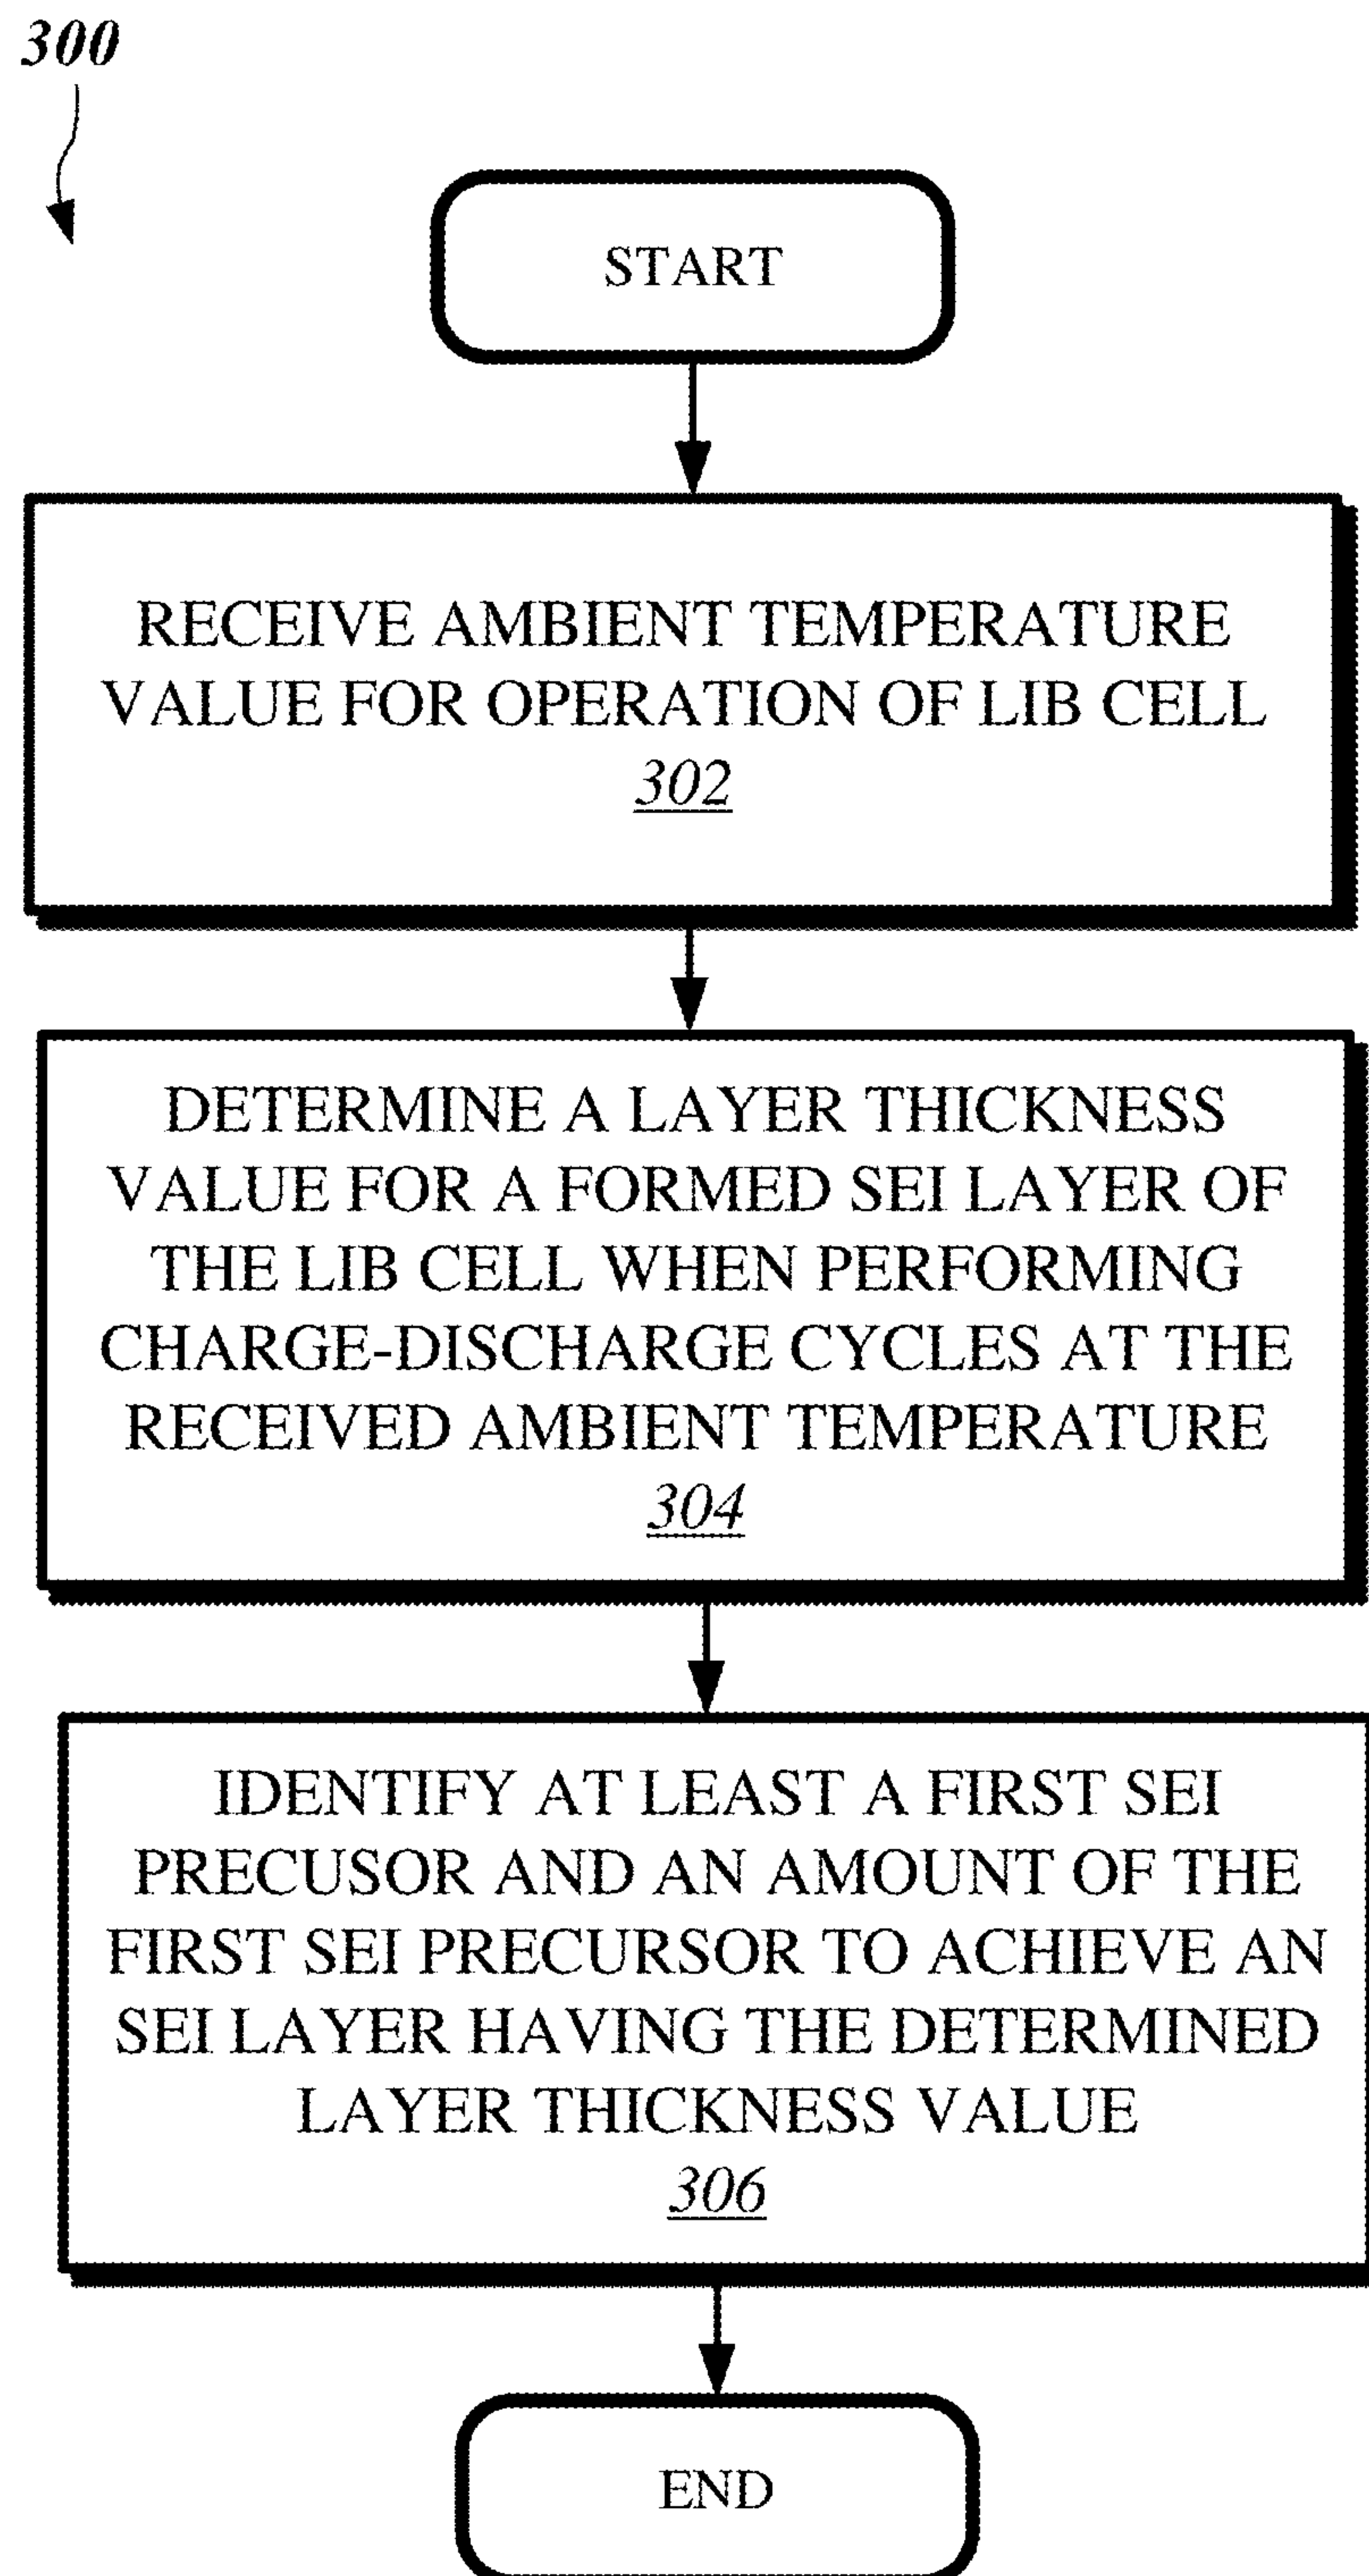 300
START
RECEIVE AMBIENT TEMPERATURE
VALUE FOR OPERATION OF LIB CELL
302
DETERMINE A LAYER THICKNESS
VALUE FOR A FORMED SEI LAYER OF
THE LIB CELL WHEN PERFORMING
CHARGE-DISCHARGE CYCLES AT THE
RECEIVED AMBIENT TEMPERATURE
304
IDENTIFY AT LEAST A FIRST SEI
PRECUSOR AND AN AMOUNT OF THE
FIRST SEI PRECURSOR TO ACHIEVE AN
SEI LAYER HAVING THE DETERMINED
LAYER THICKNESS VALUE
306
END